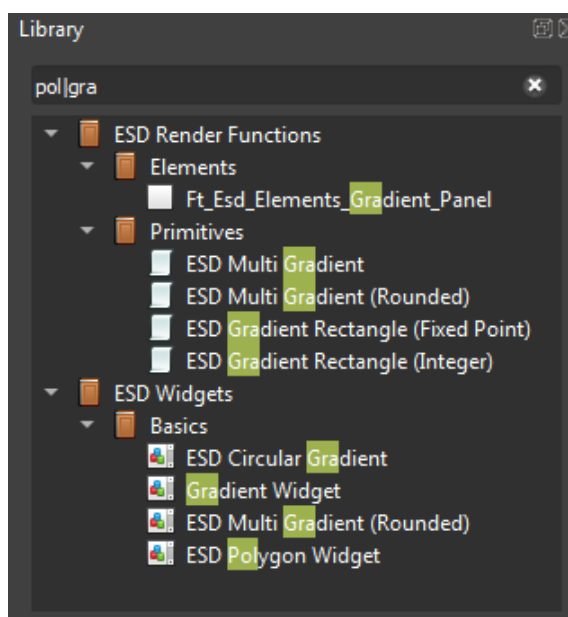 Library
pol|gra
ESD Render Functions
Elements
Ft_Esd_Elements_Gradient_Panel
Primitives
ESD Multi Gradient
ESD Multi Gradient (Rounded)
ESD Gradient Rectangle (Fixed Point)
ESD Gradient Rectangle (Integer)
ESD Widgets
Basics
ESD Circular Gradient
Gradient Widget
ESD Multi Gradient (Rounded)
ESD Polygon Widget